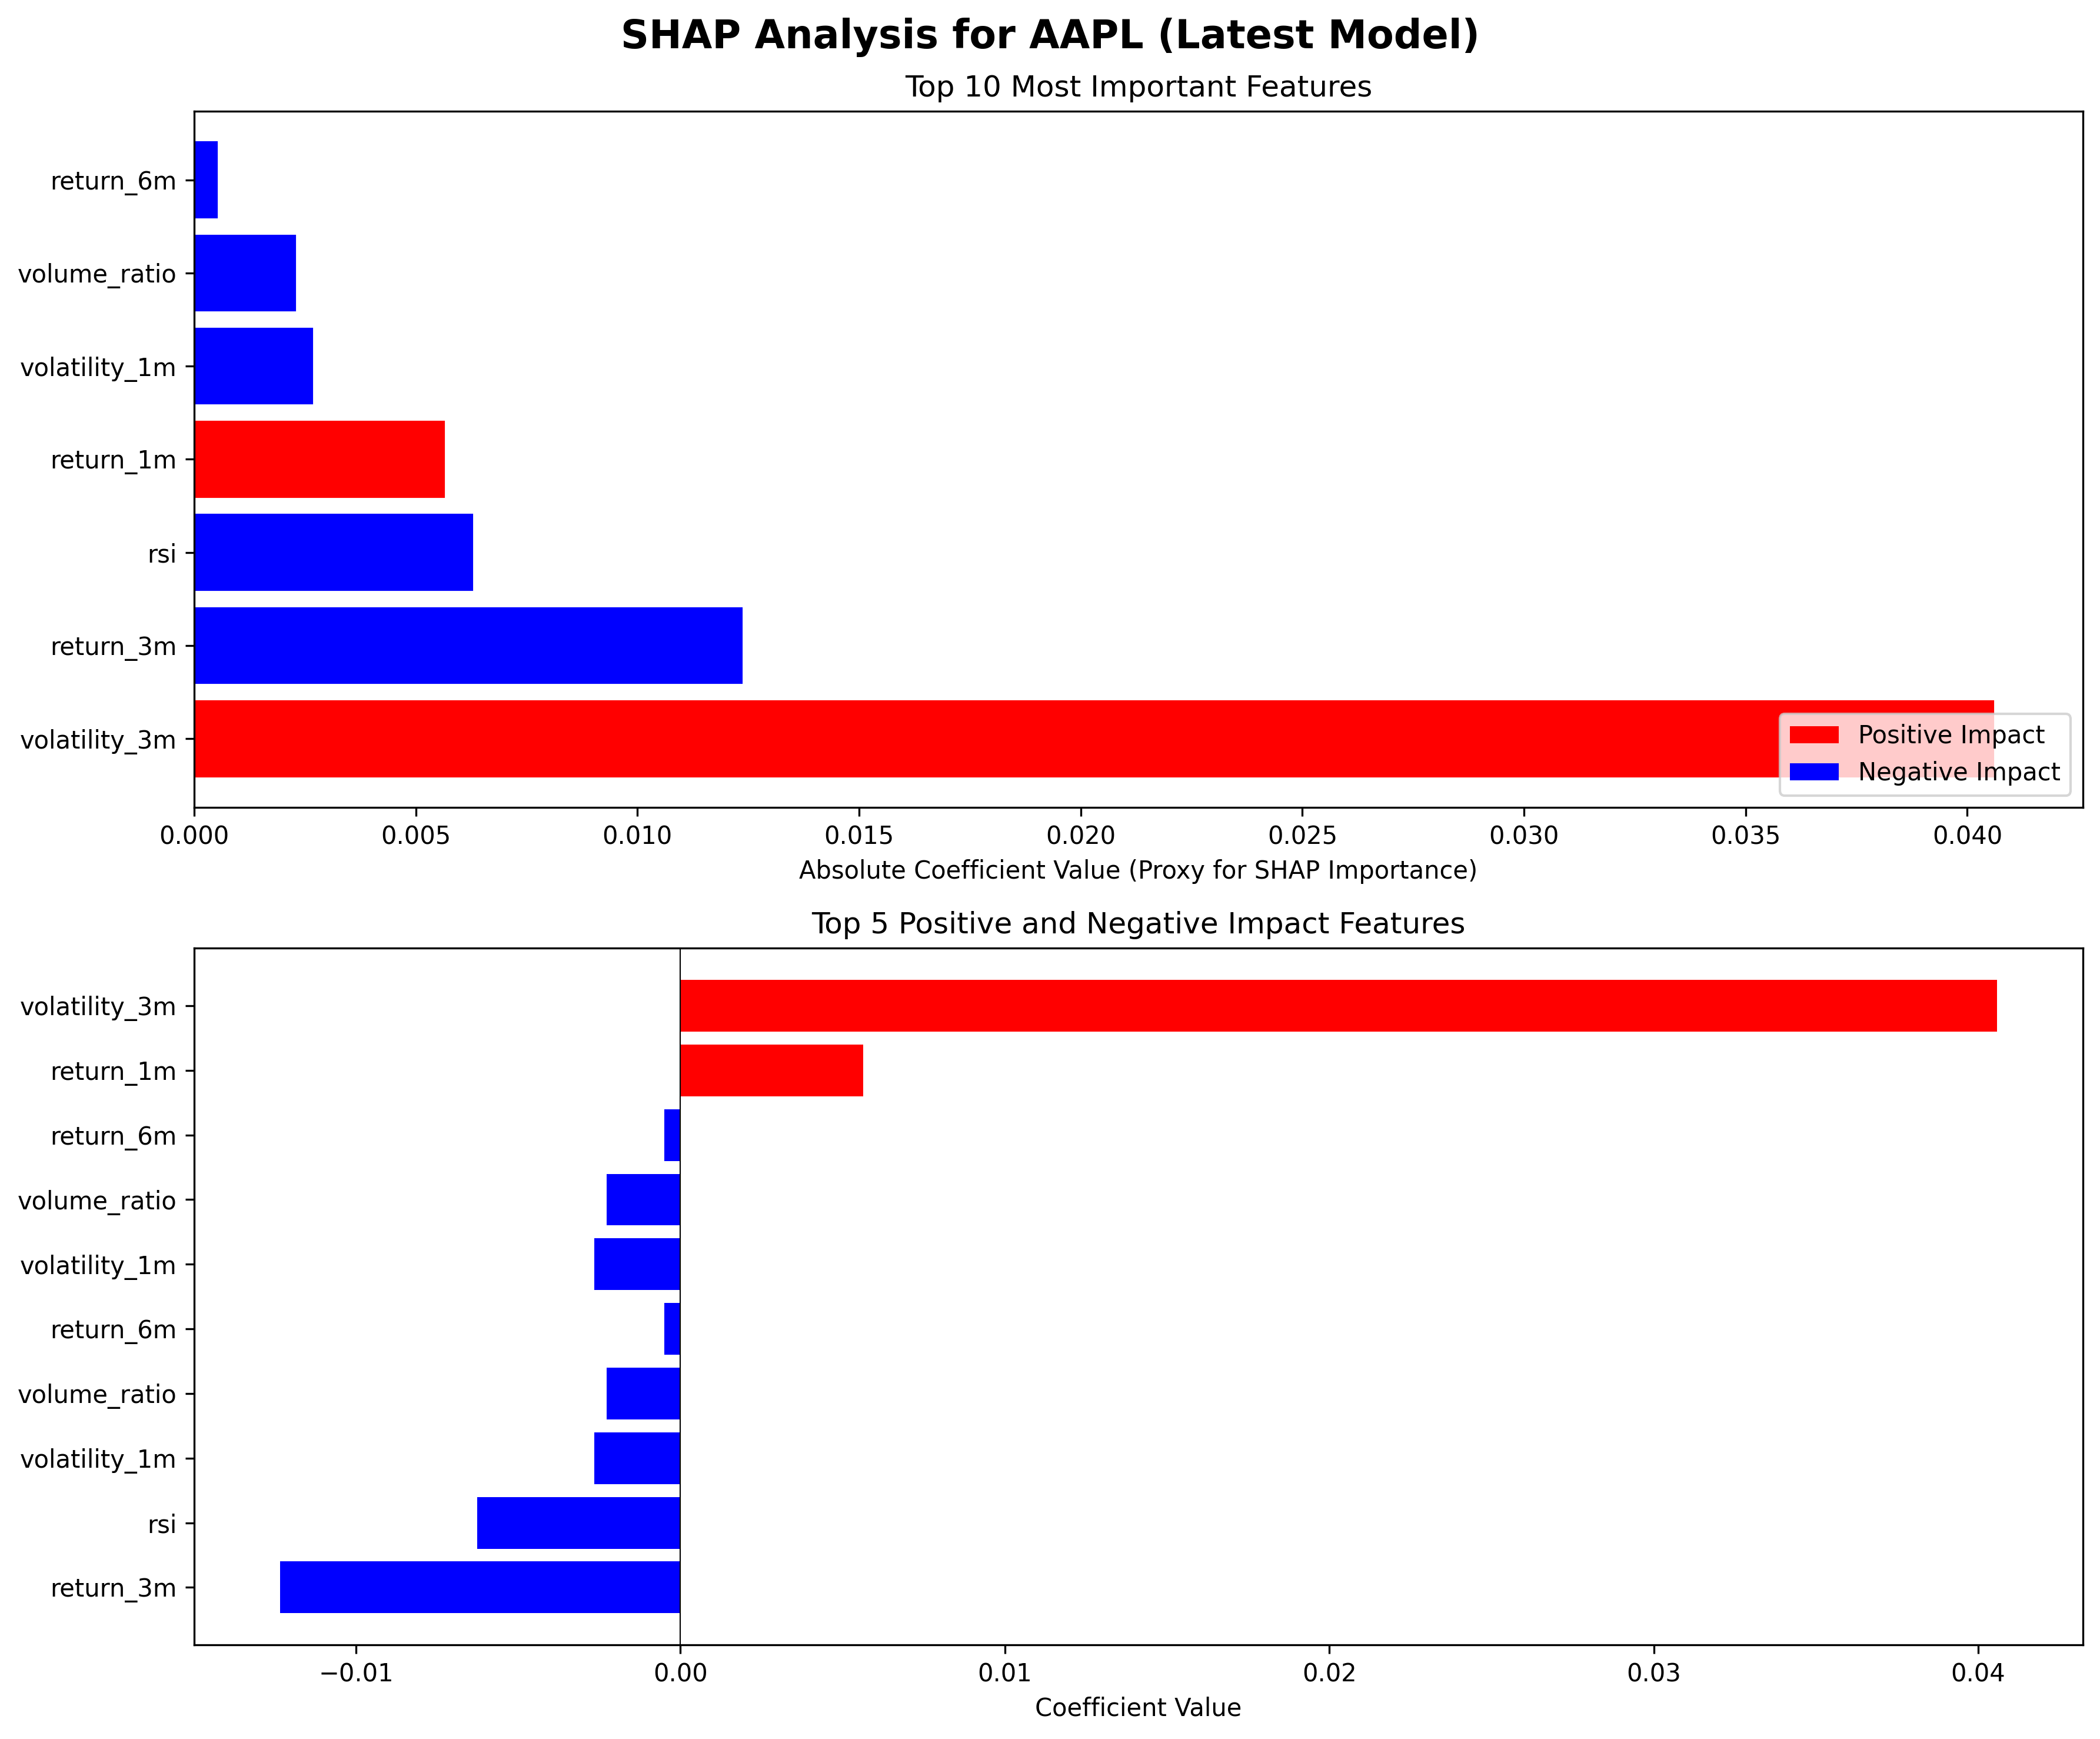 SHAP Analysis for AAPL (Latest Model)
Top 10 Most Important Features
return_6m
volume_ratio
volatility_1m
return_1m
rsi
return_3m
volatility_3m
Positive Impact
Negative Impact
0.000 0.005 0.010 0.015 0.020 0.025 0.030 0.035 0.040
Absolute Coefficient Value (Proxy for SHAP Importance)
Top 5 Positive and Negative Impact Features
volatility_3m
return_1m
return_6m
volume_ratio
volatility_1m
return_6m
volume_ratio
volatility_1m
rsi
return_3m
−0.01 0.00 0.01 0.02 0.03 0.04
Coefficient Value